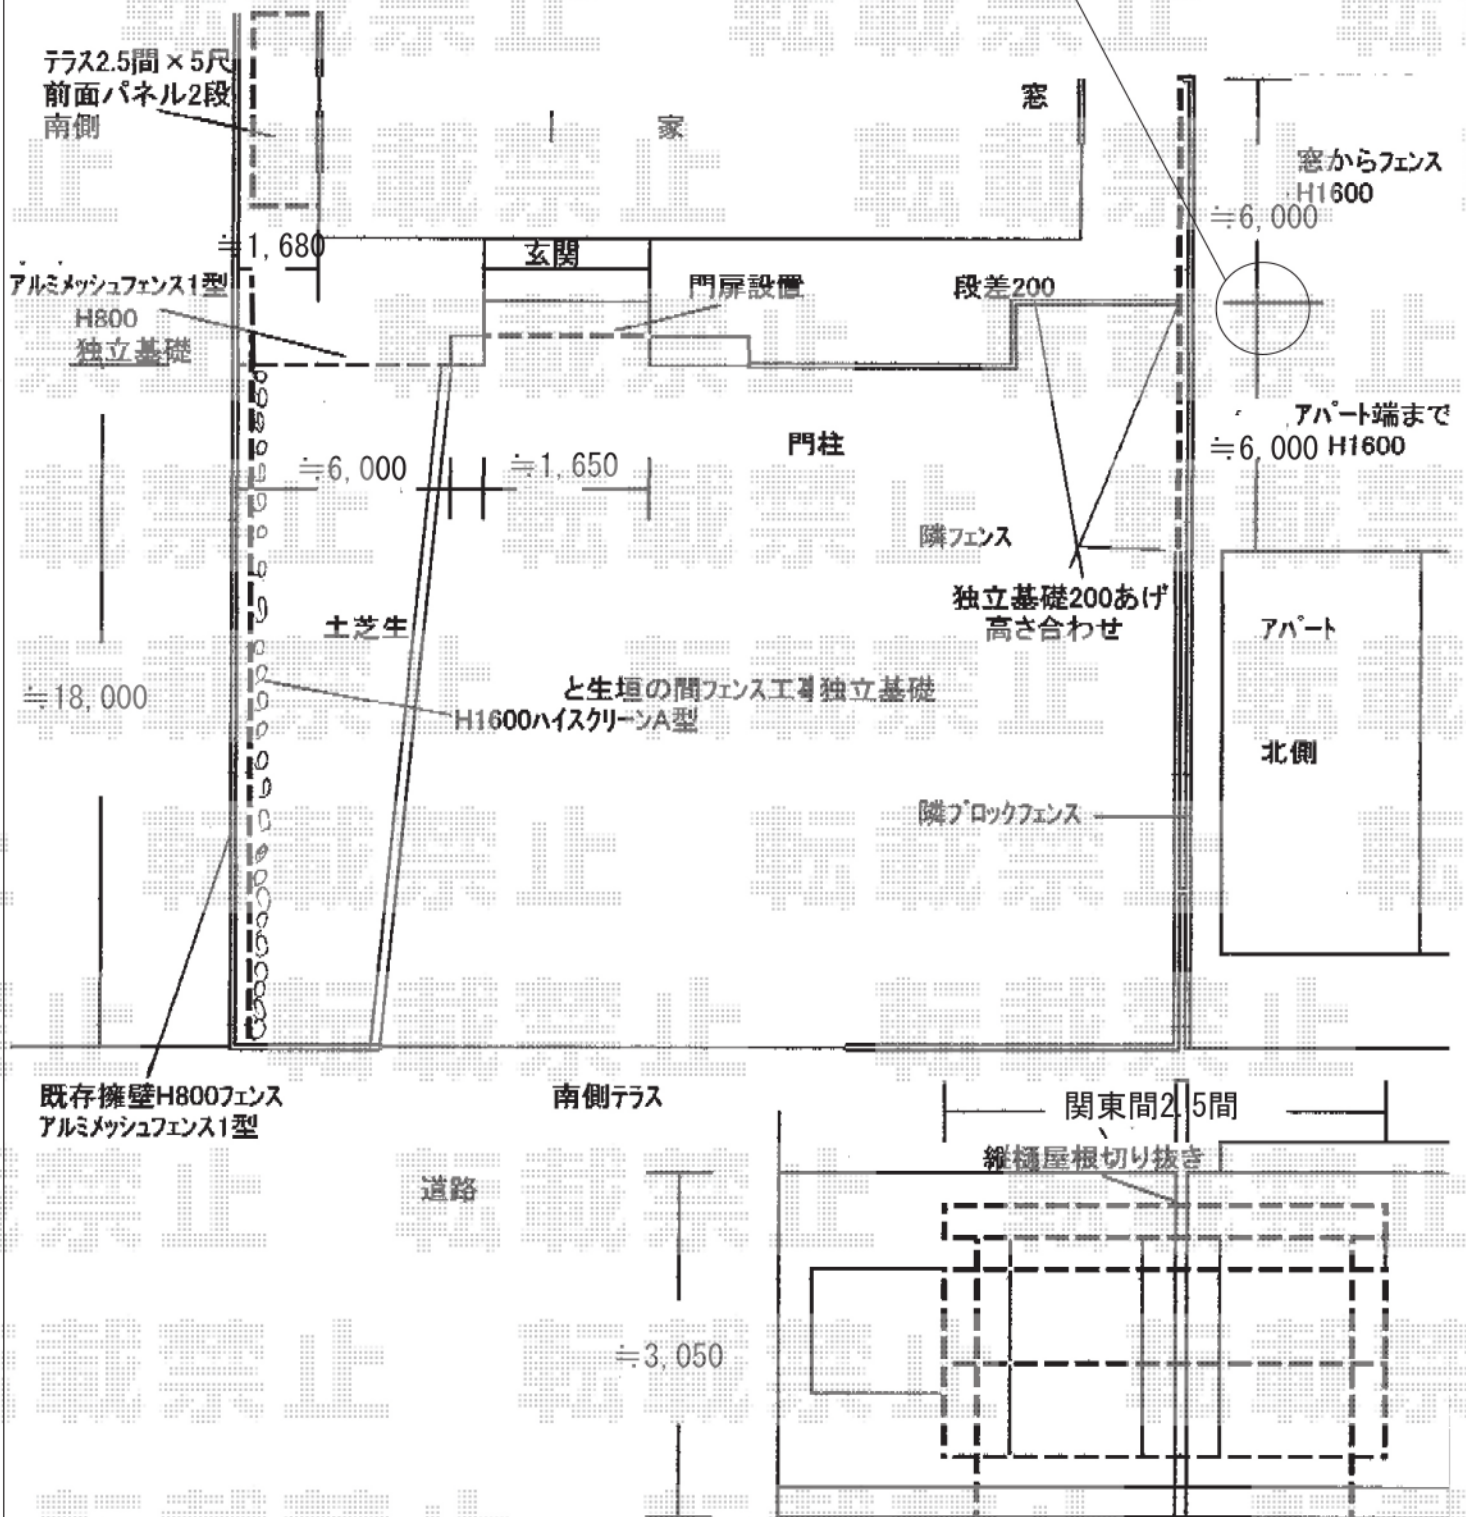 テラス2.5間×5尺
前面パネル2段
南側
家
窓
窓からフェンス
H1600
≒6,000
≒1,680
玄関
アルミメッシュフェンス1型
H800
独立基礎
門扉設置
段差200
アパート端まで
≒6,000 H1600
門柱
≒6,000
≒1,650
隣フェンス
独立基礎200あげ
高さ合わせ
土芝生
アパート
≒18,000
と生垣の間フェンス工事独立基礎
H1600ハイスクリーンA型
北側
隣ブロックフェンス
既存擁壁H800フェンス
アルミメッシュフェンス1型
南側テラス
関東間2.5間
縦樋屋根切り抜き
道路
≒3,050
転載禁止